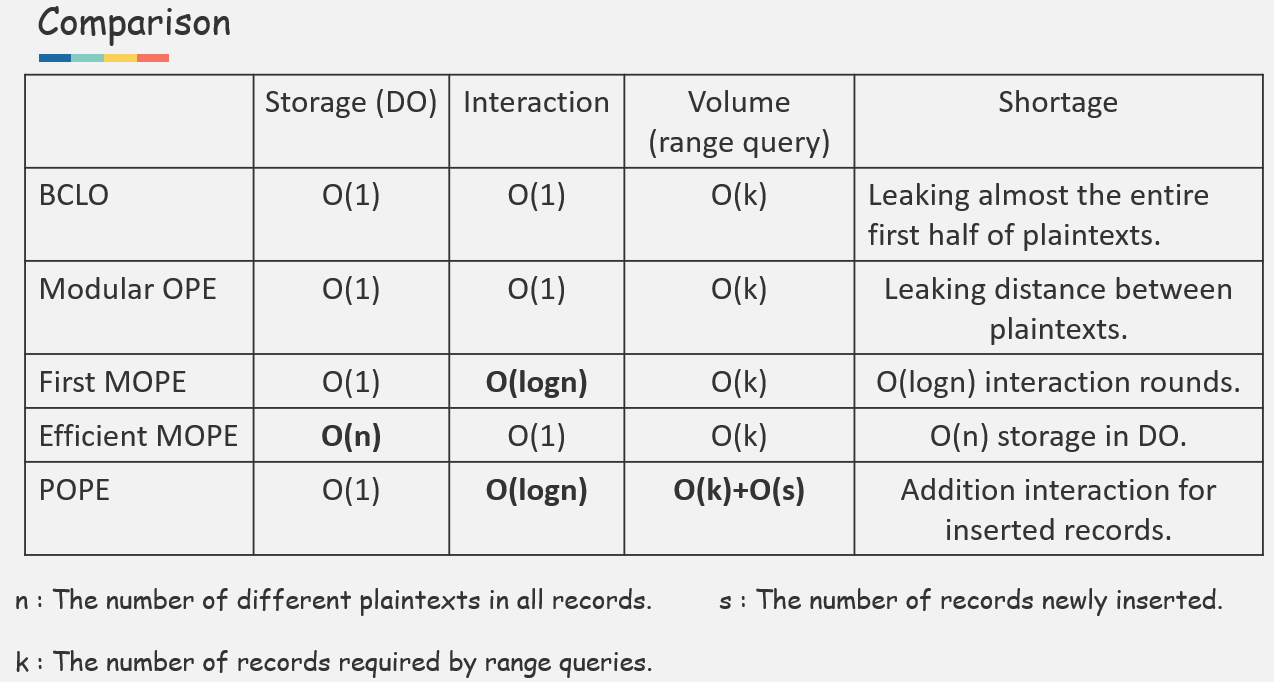 Comparison
Storage (DO) Interaction Volume Shortage
(range query)
BCLO O(1) O(1) O(k) Leaking almost the entire
first half of plaintexts.
Modular OPE O(1) O(1) O(k) Leaking distance between
plaintexts.
First MOPE O(1) O(logn) O(k) O(logn) interaction rounds.
Efficient MOPE O(n) O(1) O(k) O(n) storage in DO.
POPE O(1) O(logn) O(k)+O(s) Addition interaction for
inserted records.
n : The number of different plaintexts in all records. s : The number of records newly inserted.
k : The number of records required by range queries.